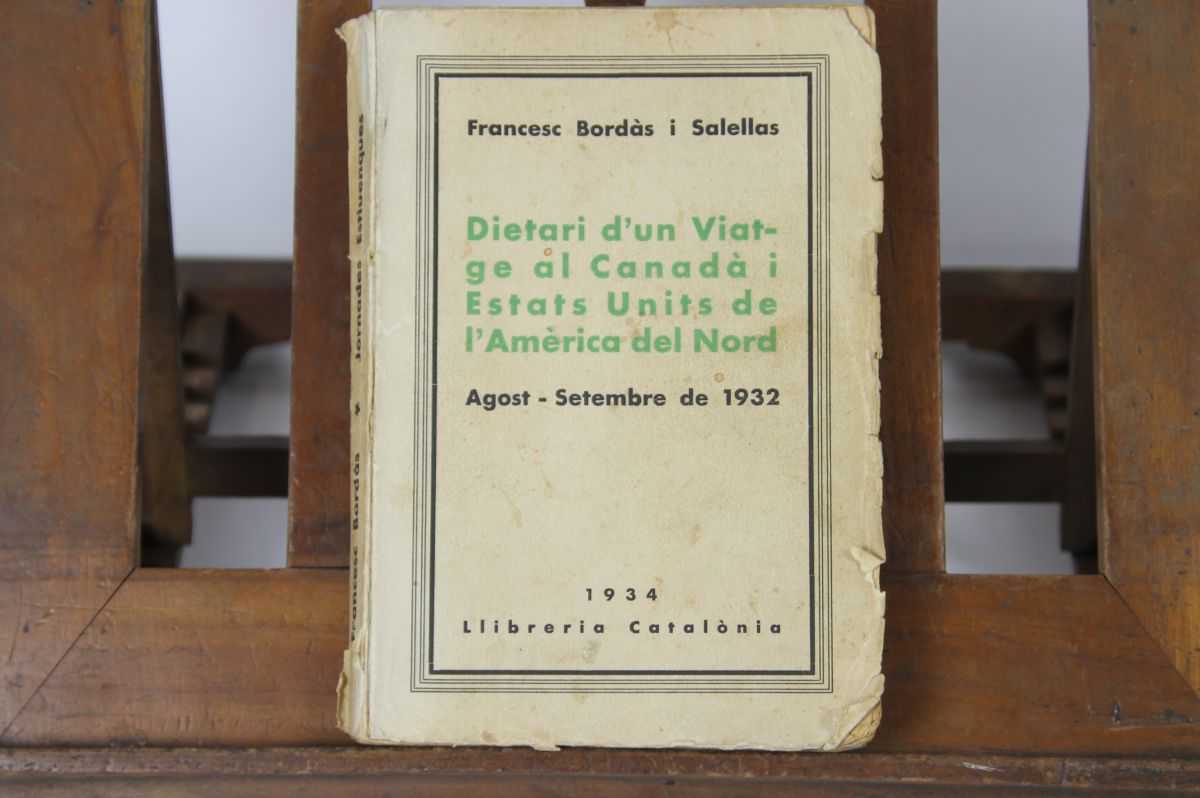 Francesc Bordàs i Salellas
Dietari d'un Viat-
ge al Canadà i
Estats Units de
l'Amèrica del Nord
Agost - Setembre de 1932
1934
Llibreria Catalònia
Francesc Bordás * Jornades Estiuenques